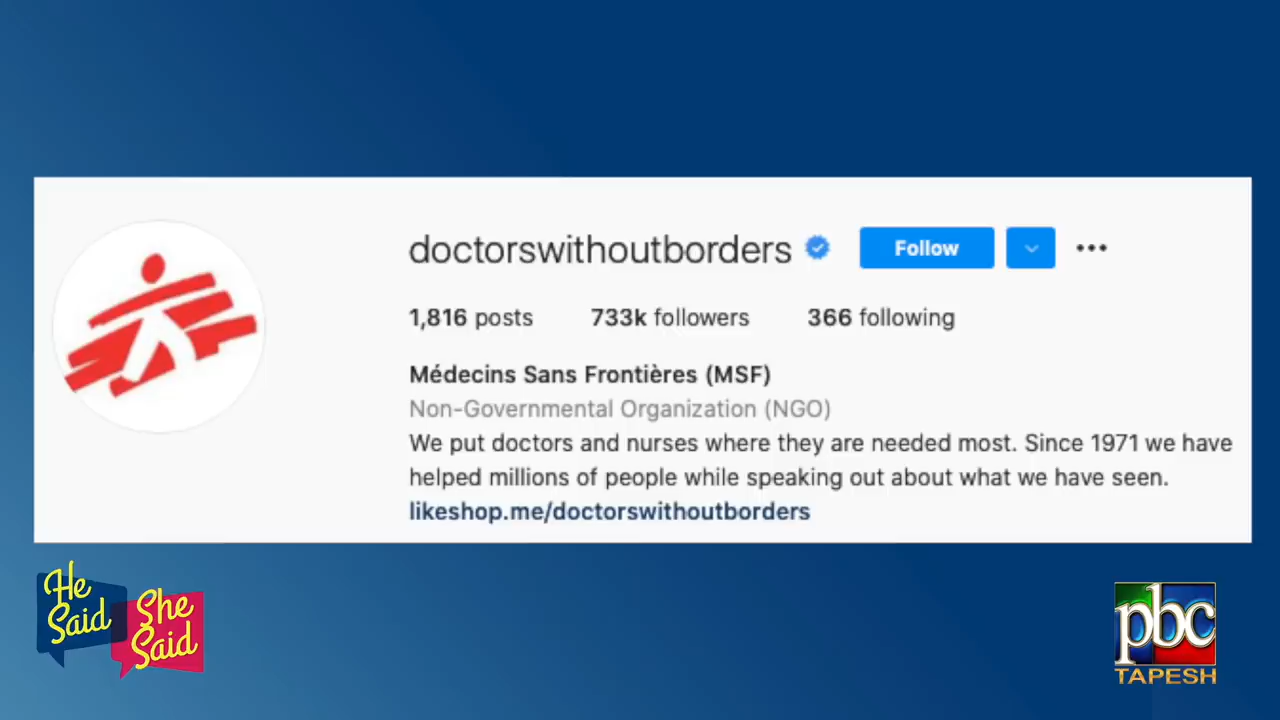 doctorswithoutborders
Follow
1,816 posts 733k followers 366 following
Médecins Sans Frontières (MSF)
Non-Governmental Organization (NGO)
We put doctors and nurses where they are needed most. Since 1971 we have
helped millions of people while speaking out about what we have seen.
likeshop.me/doctorswithoutborders
He
Said
She
Said
pbc
TAPESH